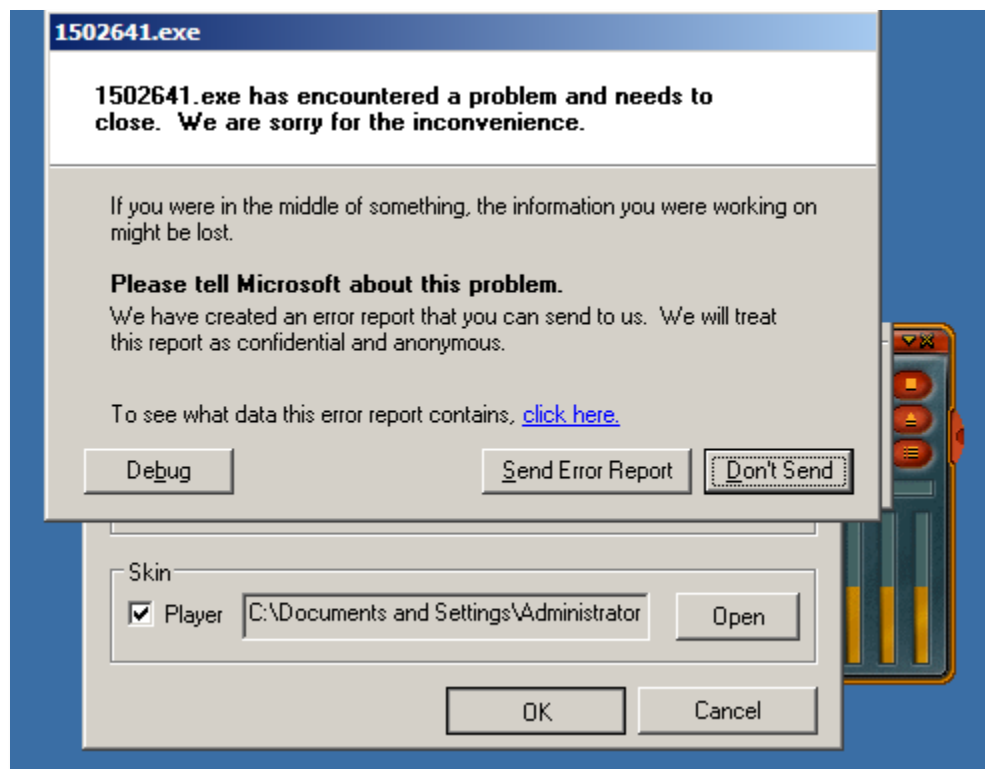 1502641.exe
1502641.exe has encountered a problem and needs to
close.  We are sorry for the inconvenience.
If you were in the middle of something, the information you were working on
might be lost.
Please tell Microsoft about this problem.
We have created an error report that you can send to us.  We will treat
this report as confidential and anonymous.
To see what data this error report contains, click here.
Debug
Send Error Report
Don't Send
Skin
Player
C:\Documents and Settings\Administrator
Open
OK
Cancel